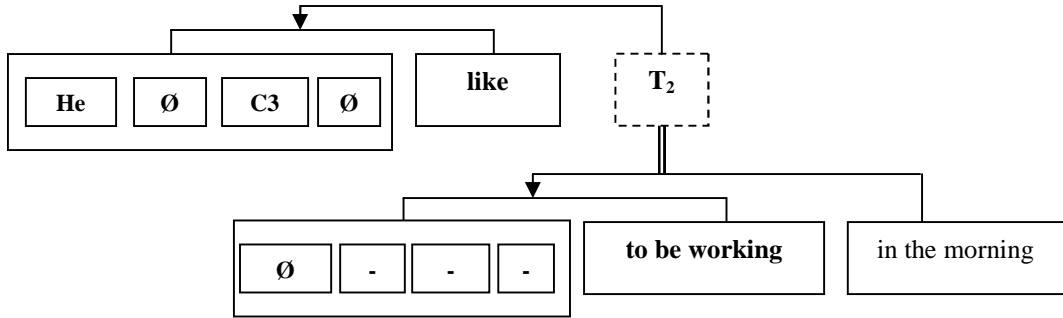 like
T₂
He Ø C3 Ø
to be working
in the morning
Ø - - -